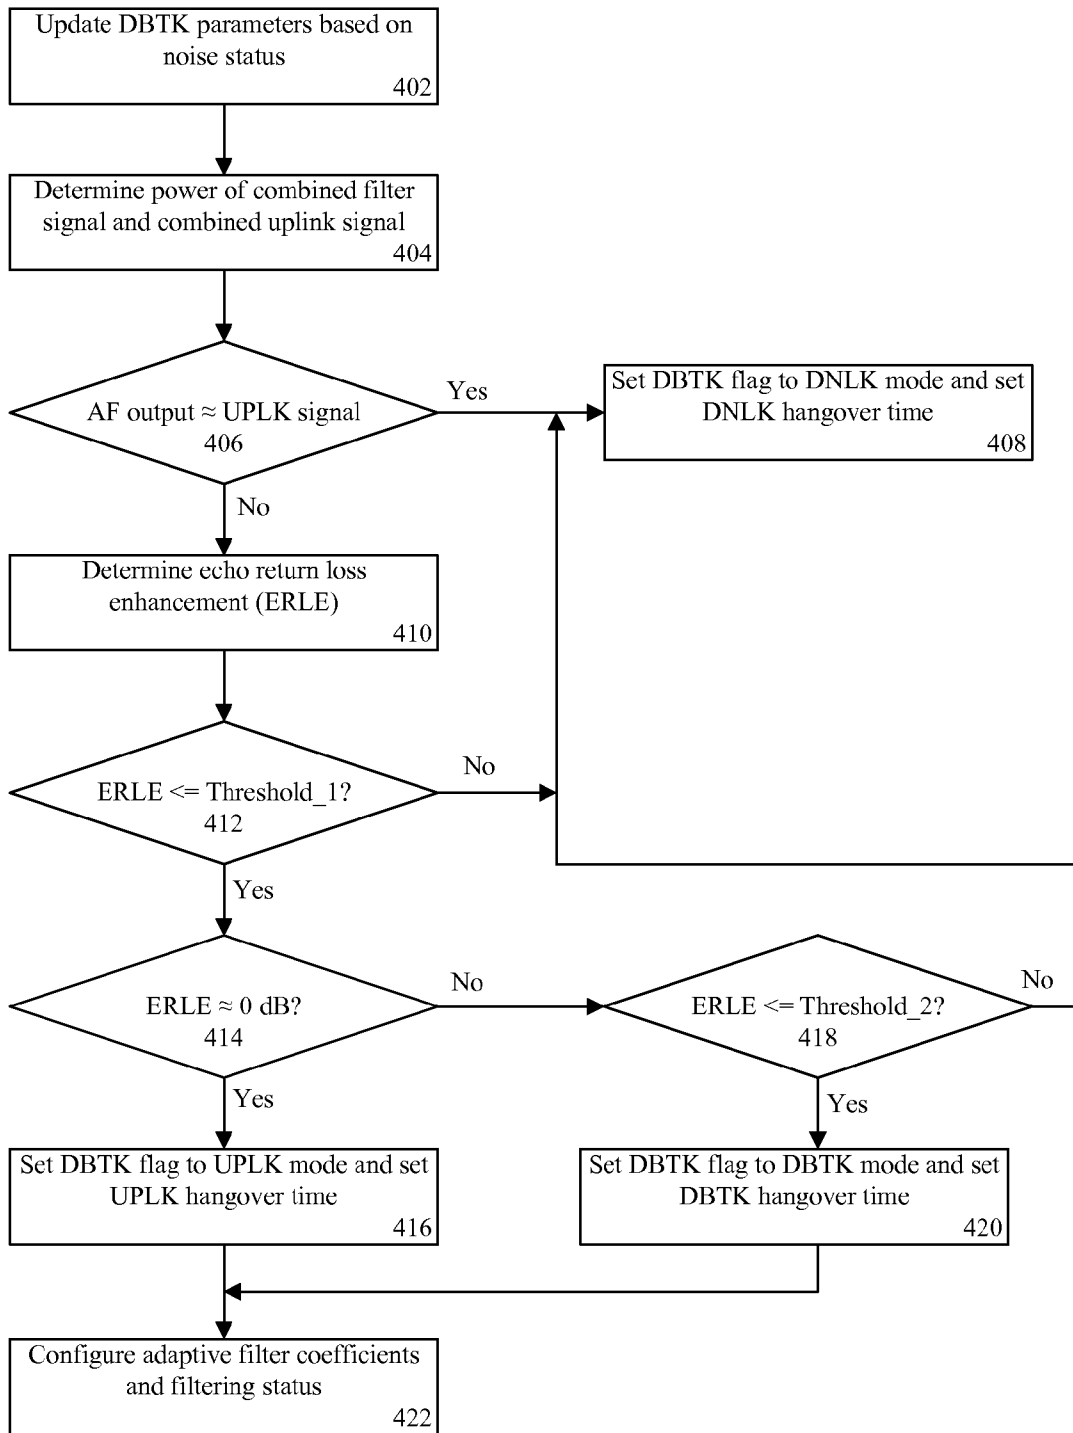 Update DBTK parameters based on
noise status
402
Determine power of combined filter
signal and combined uplink signal
404
AF output ≈ UPLK signal
406
Yes
Set DBTK flag to DNLK mode and set
DNLK hangover time
408
No
Determine echo return loss
enhancement (ERLE)
410
ERLE <= Threshold_1?
412
No
Yes
ERLE ≈ 0 dB?
414
No
ERLE <= Threshold_2?
418
No
Yes
Yes
Set DBTK flag to UPLK mode and set
UPLK hangover time
416
Set DBTK flag to DBTK mode and set
DBTK hangover time
420
Configure adaptive filter coefficients
and filtering status
422